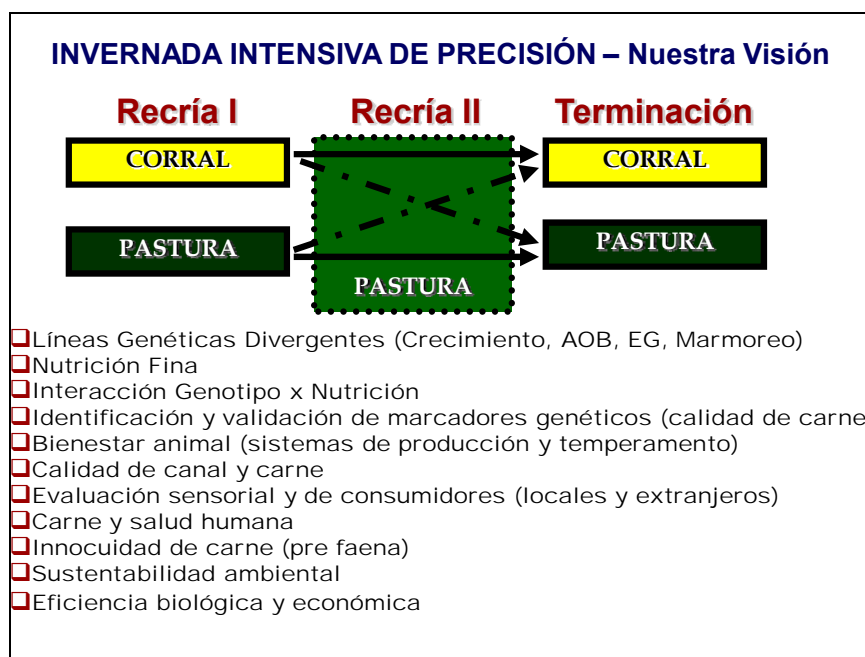 INVERNADA INTENSIVA DE PRECISIÓN – Nuestra Visión
Recría I Recría II Terminación
CORRAL CORRAL
PASTURA PASTURA
PASTURA
Líneas Genéticas Divergentes (Crecimiento, AOB, EG, Marmoreo)
Nutrición Fina
Interacción Genotipo x Nutrición
Identificación y validación de marcadores genéticos (calidad de carne
Bienestar animal (sistemas de producción y temperamento)
Calidad de canal y carne
Evaluación sensorial y de consumidores (locales y extranjeros)
Carne y salud humana
Innocuidad de carne (pre faena)
Sustentabilidad ambiental
Eficiencia biológica y económica